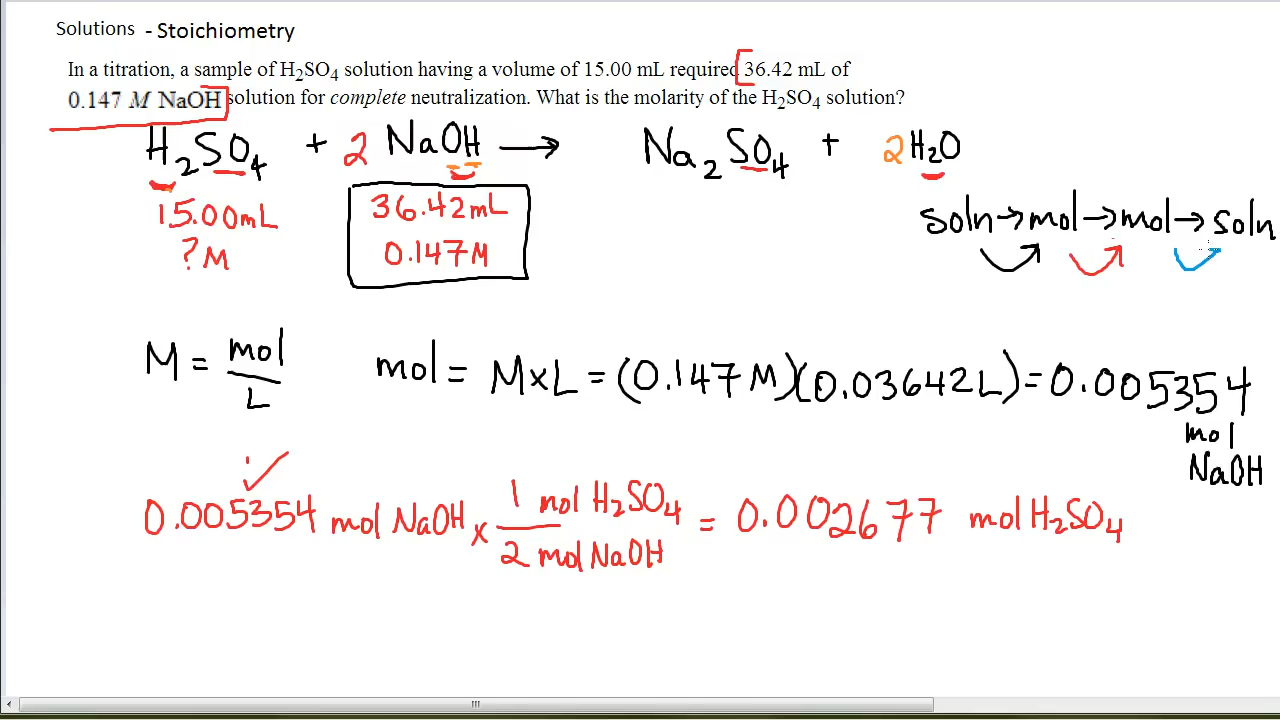 Solutions - Stoichiometry
In a titration, a sample of H₂SO₄ solution having a volume of 15.00 mL required 36.42 mL of
0.147 M NaOH solution for complete neutralization. What is the molarity of the H₂SO₄ solution?
H₂SO₄ + 2 NaOH → Na₂SO₄ + 2H₂O
15.00mL 36.42mL
? M 0.147M
soln→mol→mol→soln
M = mol/L mol = M×L = (0.147M)(0.03642L) = 0.005354
mol
NaOH
0.005354 mol NaOH × 1 mol H₂SO₄ / 2 mol NaOH = 0.002677 mol H₂SO₄